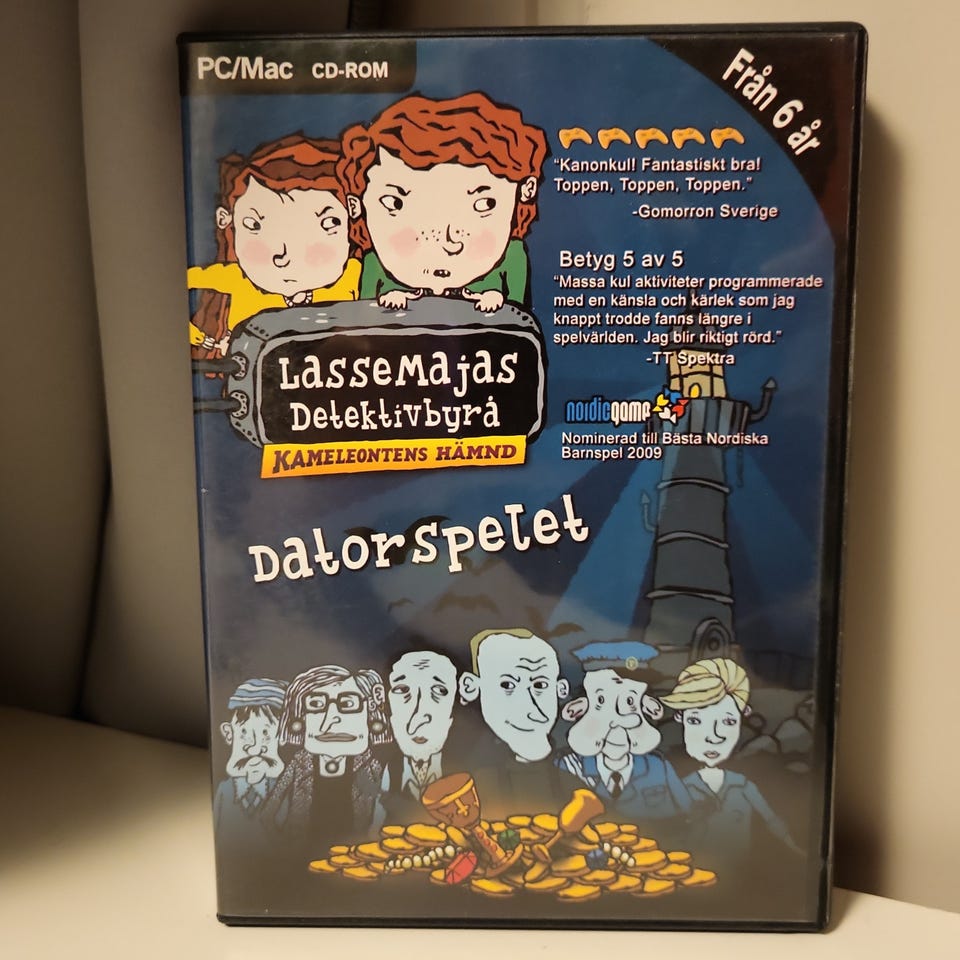 PC/Mac CD-ROM
Från 6 år
"Kanonkul! Fantastiskt bra!
Toppen, Toppen, Toppen."
-Gomorron Sverige
Betyg 5 av 5
"Massa kul aktiviteter programmerade
med en känsla och kärlek som jag
knappt trodde fanns längre i
spelvärlden. Jag blir riktigt rörd."
-TT Spektra
LasseMajas
Detektivbyrå
KAMELEONTENS HÄMND
nordicgame
Nominerad till Bästa Nordiska
Barnspel 2009
Datorspelet